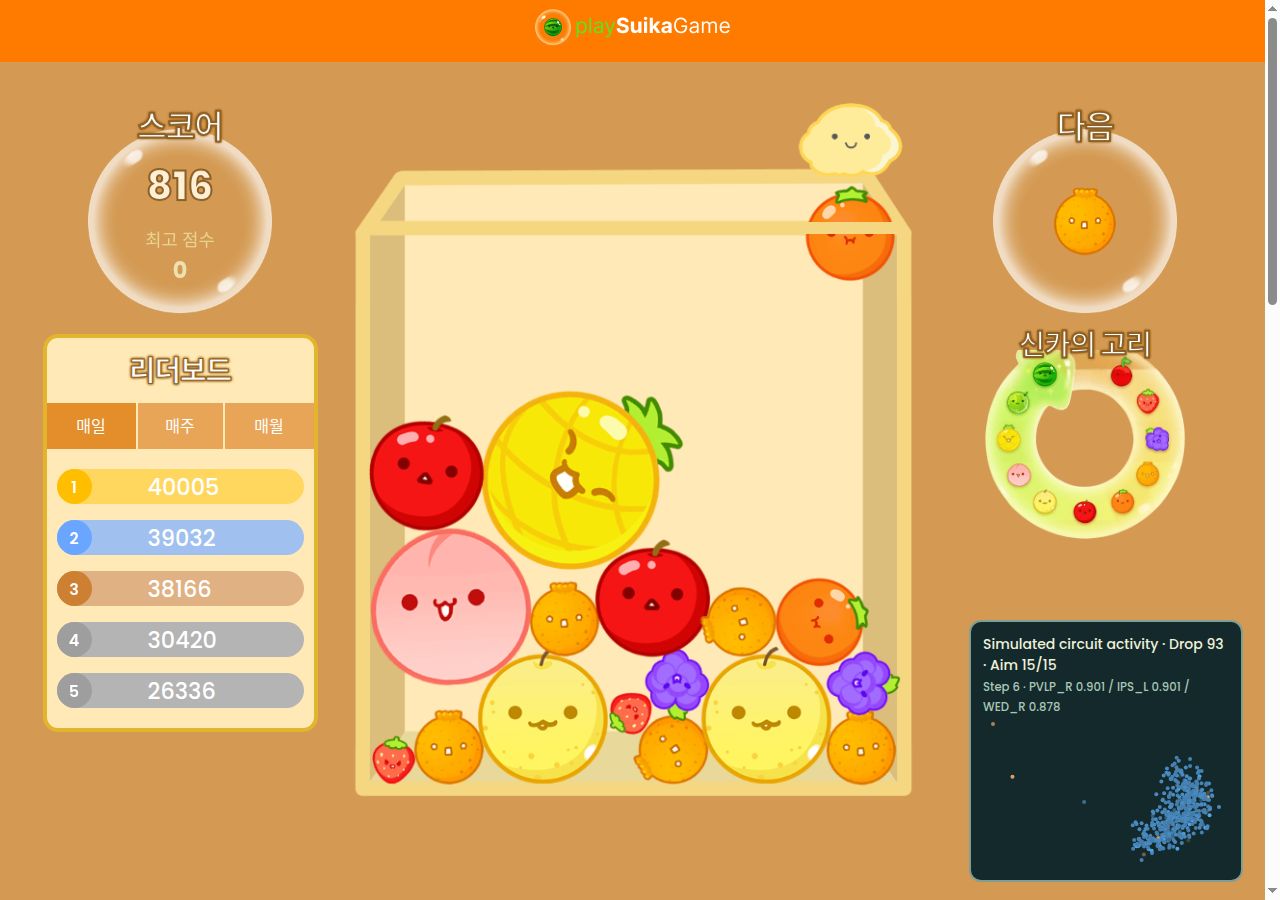 playSuikaGame
스코어
816
최고 점수
0
다음
리더보드
매일 매주 매월
1 40005
2 39032
3 38166
4 30420
5 26336
신카의 고리
Simulated circuit activity · Drop 93
· Aim 15/15
Step 6 · PVLP_R 0.901 / IPS_L 0.901 /
WED_R 0.878